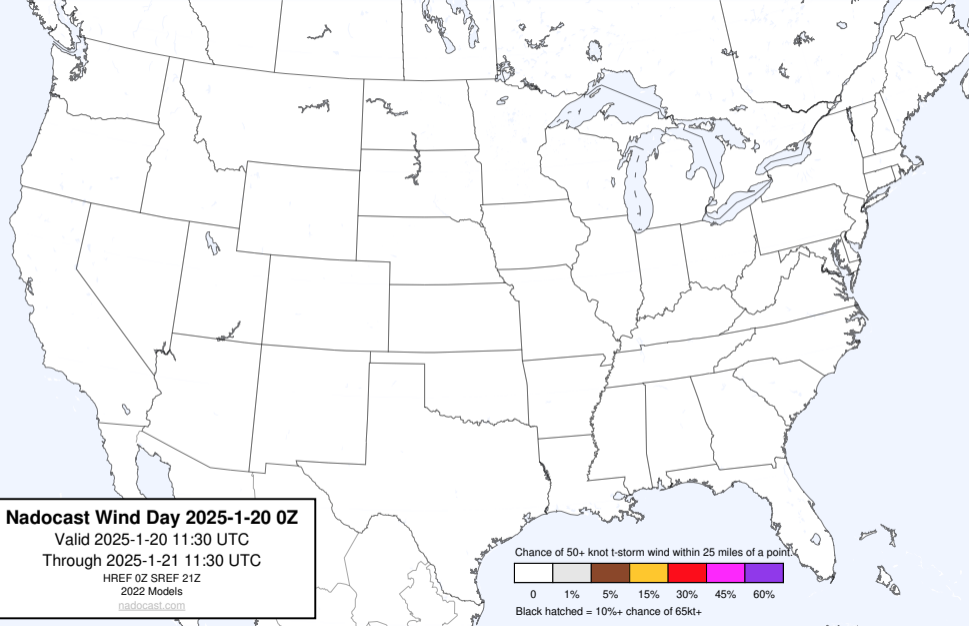 Nadocast Wind Day 2025-1-20 0Z
Valid 2025-1-20 11:30 UTC
Through 2025-1-21 11:30 UTC
HREF 0Z SREF 21Z
2022 Models
nadocast.com
Chance of 50+ knot t-storm wind within 25 miles of a point.
0 1% 5% 15% 30% 45% 60%
Black hatched = 10%+ chance of 65kt+